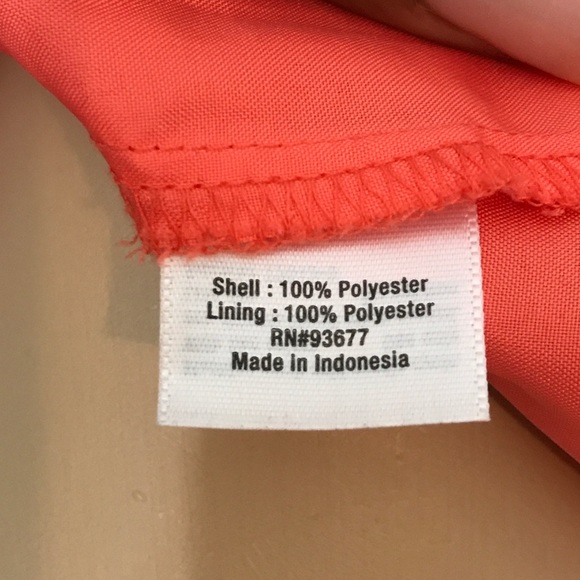 Shell : 100% Polyester
Lining : 100% Polyester
RN#93677
Made in Indonesia